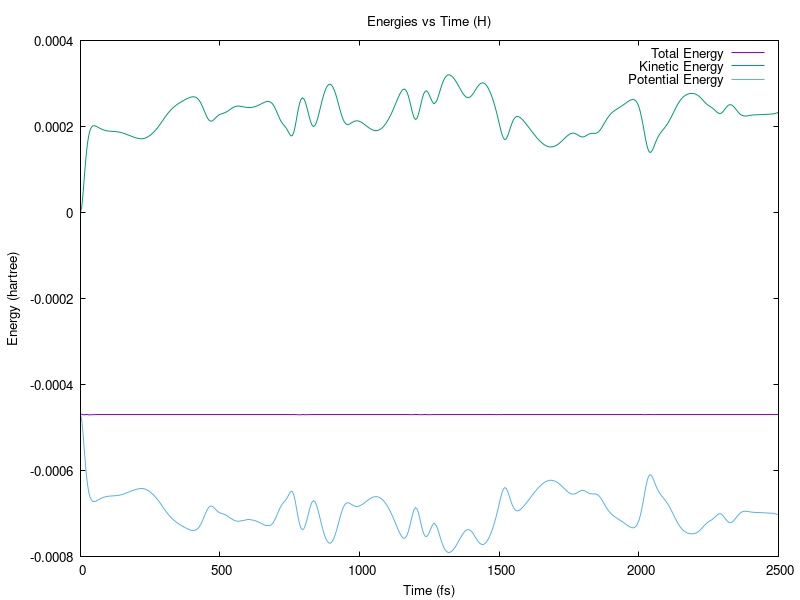 Energies vs Time (H)
Total Energy
Kinetic Energy
Potential Energy
0.0004
0.0002
0
-0.0002
-0.0004
-0.0006
-0.0008
Energy (hartree)
0 500 1000 1500 2000 2500
Time (fs)